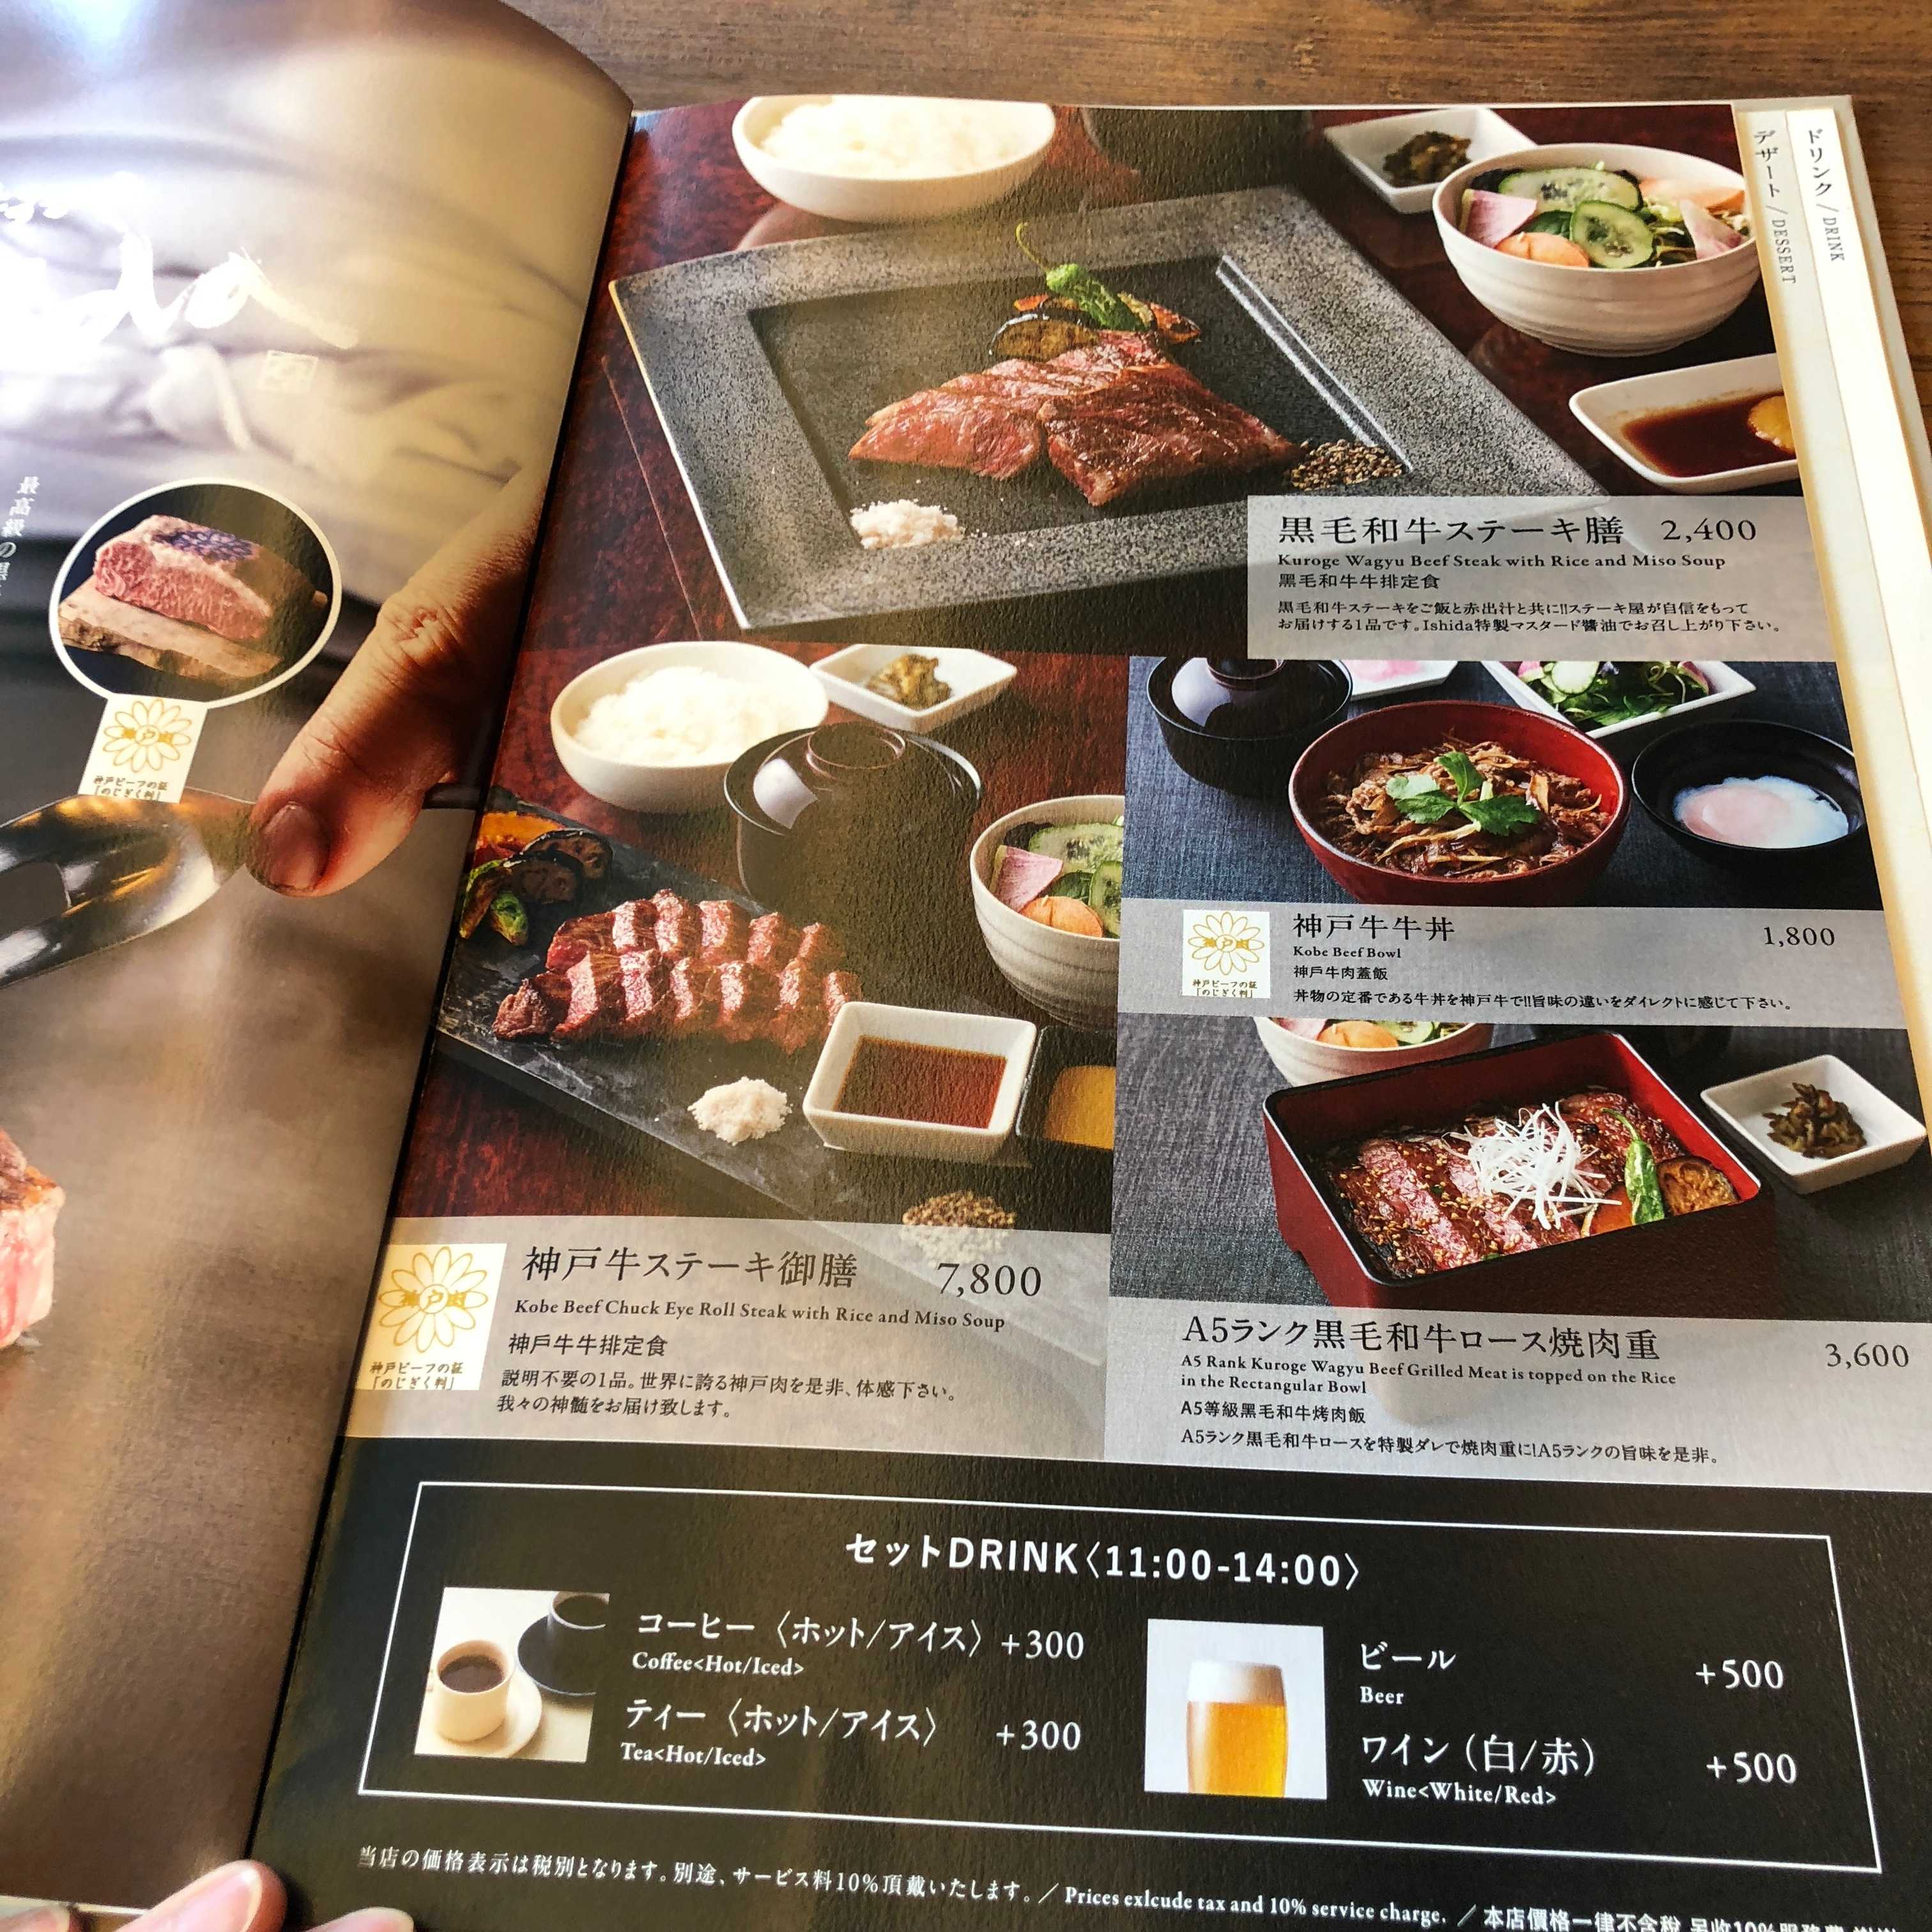 ドリンク/DRINK
デザート/DESSERT
最高級の黒
神戸肉
神戸ビーフの証
「のじぎく判」
黒毛和牛ステーキ膳 2,400
Kuroge Wagyu Beef Steak with Rice and Miso Soup
黑毛和牛牛排定食
黒毛和牛ステーキをご飯と赤出汁と共に!!ステーキ屋が自信をもって
お届けする1品です。Ishida特製マスタード醤油でお召し上がり下さい。
神戸肉
神戸ビーフの証
「のじぎく判」
神戸牛牛丼 1,800
Kobe Beef Bowl
神戶牛肉蓋飯
丼物の定番である牛丼を神戸牛で!!旨味の違いをダイレクトに感じて下さい。
神戸肉
神戸ビーフの証
「のじぎく判」
神戸牛ステーキ御膳 7,800
Kobe Beef Chuck Eye Roll Steak with Rice and Miso Soup
神戶牛牛排定食
説明不要の1品。世界に誇る神戸肉を是非、体感下さい。
我々の神髄をお届け致します。
A5ランク黒毛和牛ロース焼肉重 3,600
A5 Rank Kuroge Wagyu Beef Grilled Meat is topped on the Rice
in the Rectangular Bowl
A5等級黑毛和牛烤肉飯
A5ランク黒毛和牛ロースを特製ダレで焼肉重に!A5ランクの旨味を是非。
セットDRINK〈11:00-14:00〉
コーヒー〈ホット/アイス〉 +300
Coffee<Hot/Iced>
ティー〈ホット/アイス〉 +300
Tea<Hot/Iced>
ビール +500
Beer
ワイン(白/赤) +500
Wine<White/Red>
当店の価格表示は税別となります。別途、サービス料10%頂戴いたします。/ Prices exlcude tax and 10% service charge. / 本店價格一律不含税